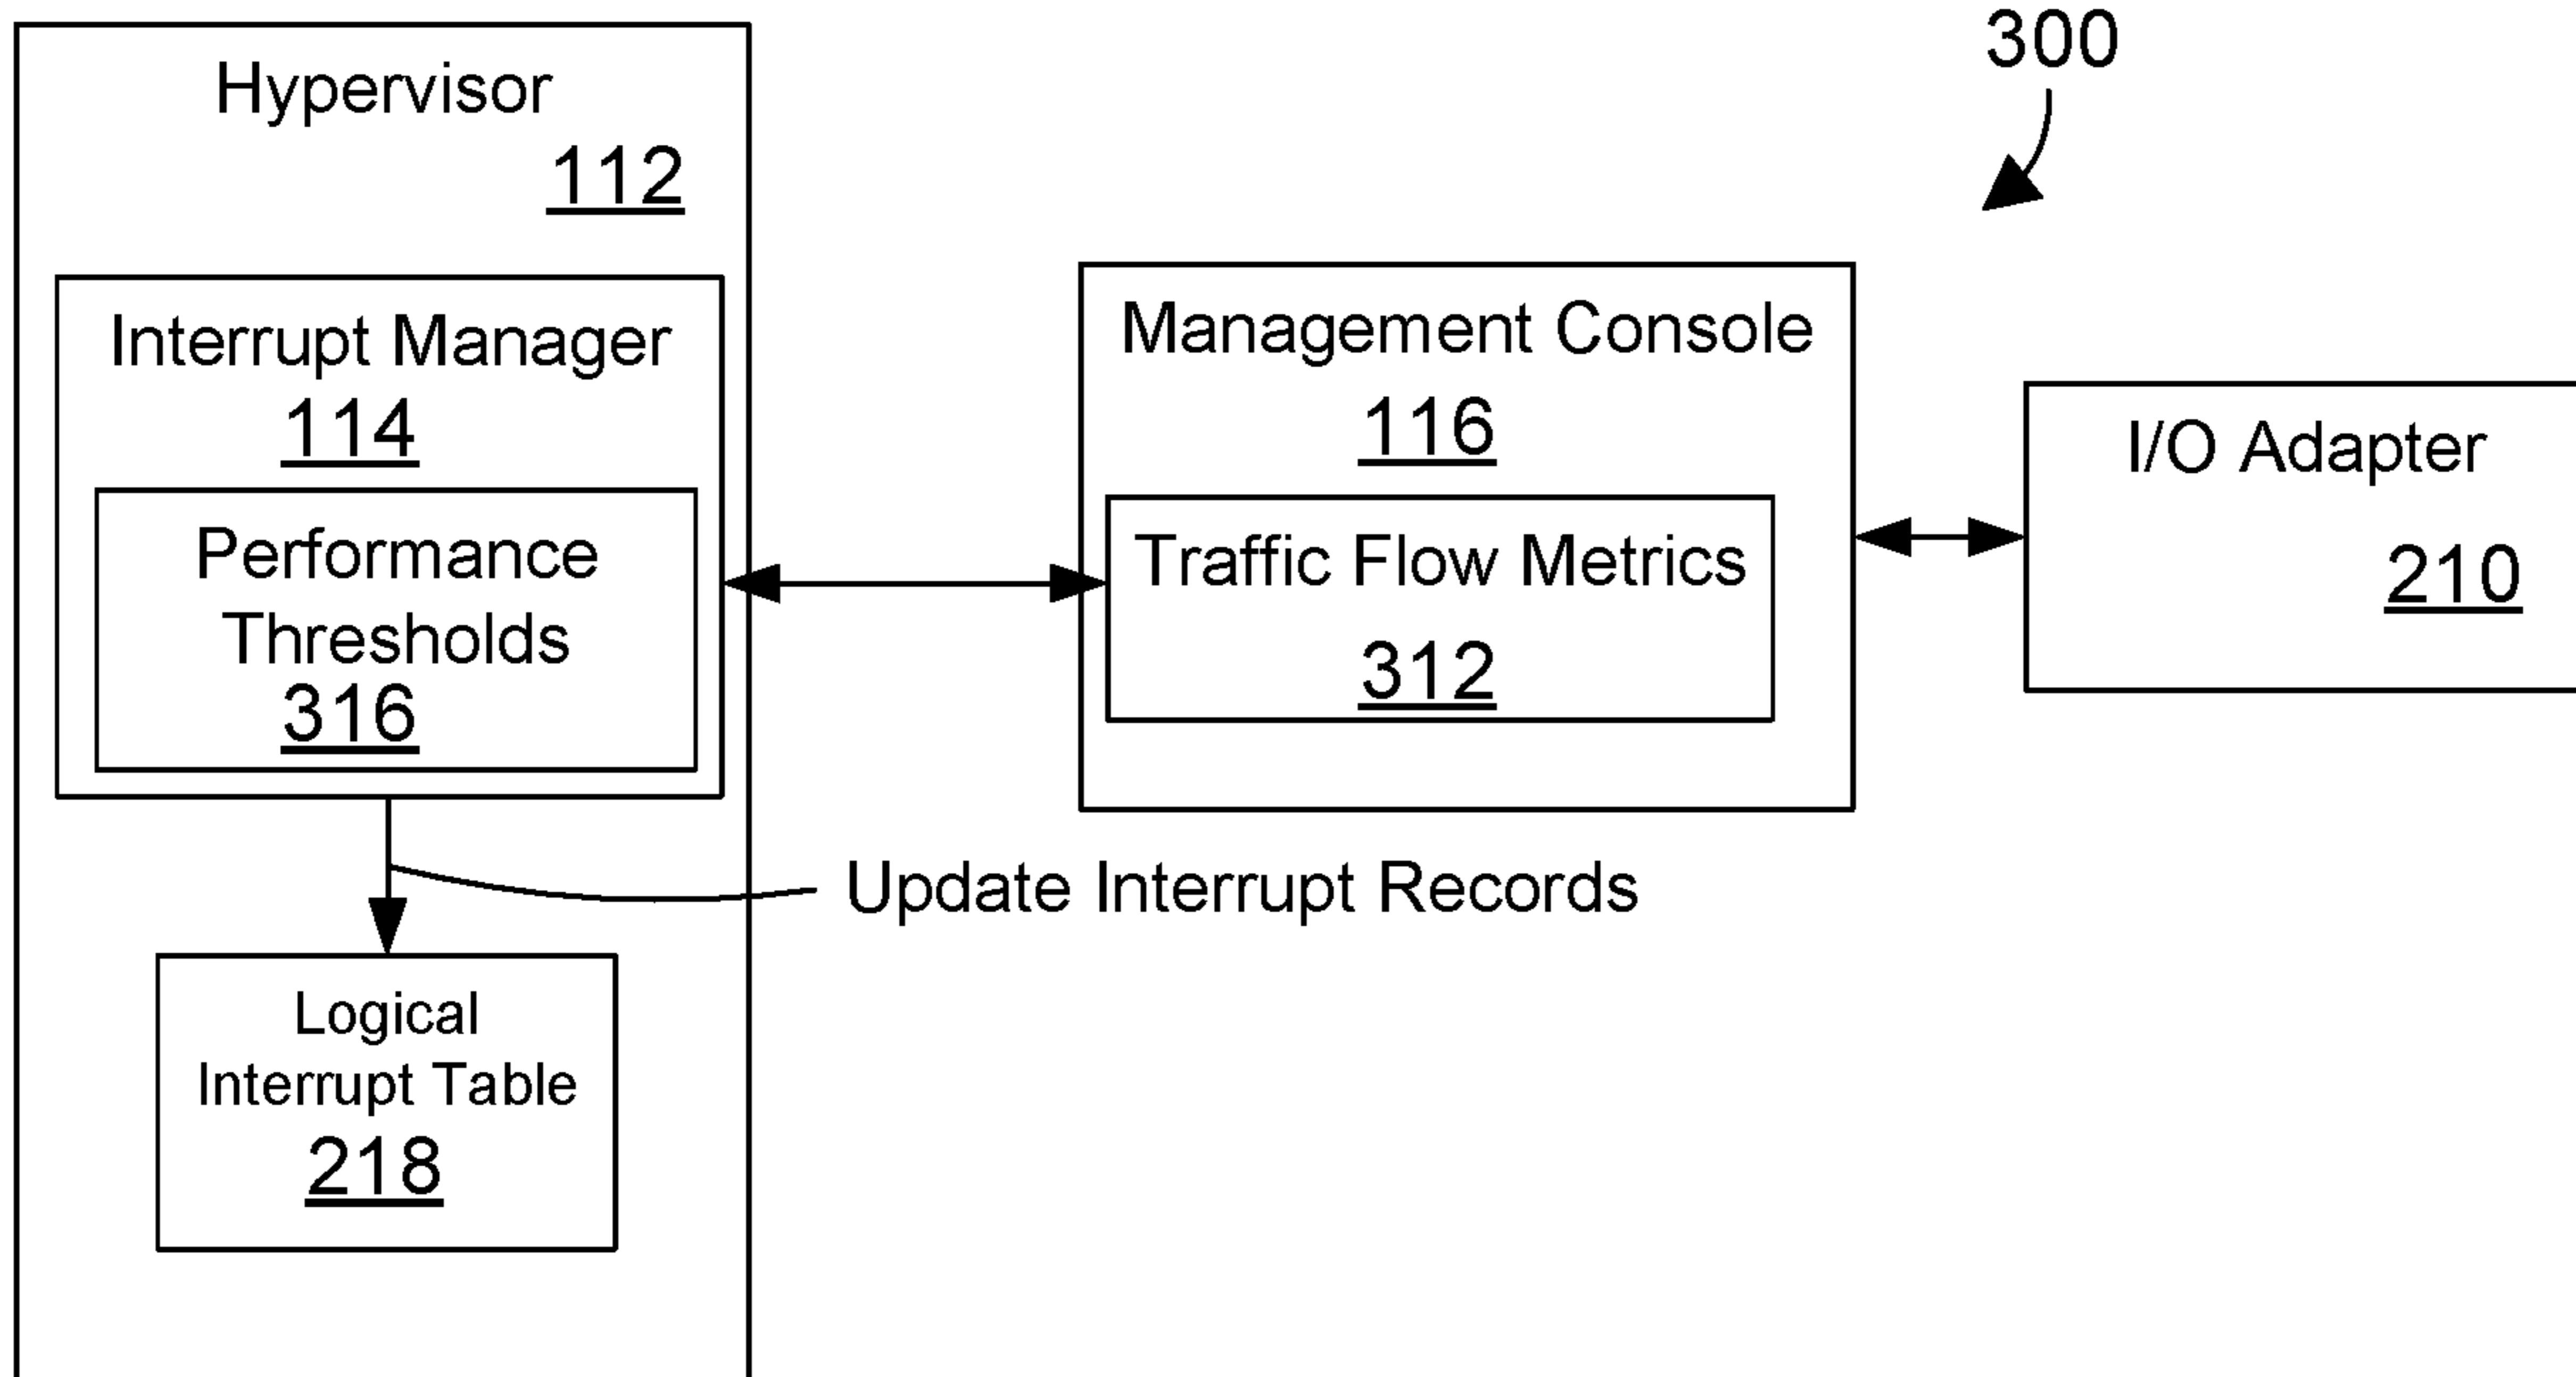 300
Hypervisor
112
Interrupt Manager
114
Performance
Thresholds
316
Management Console
116
Traffic Flow Metrics
312
I/O Adapter
210
Update Interrupt Records
Logical
Interrupt Table
218